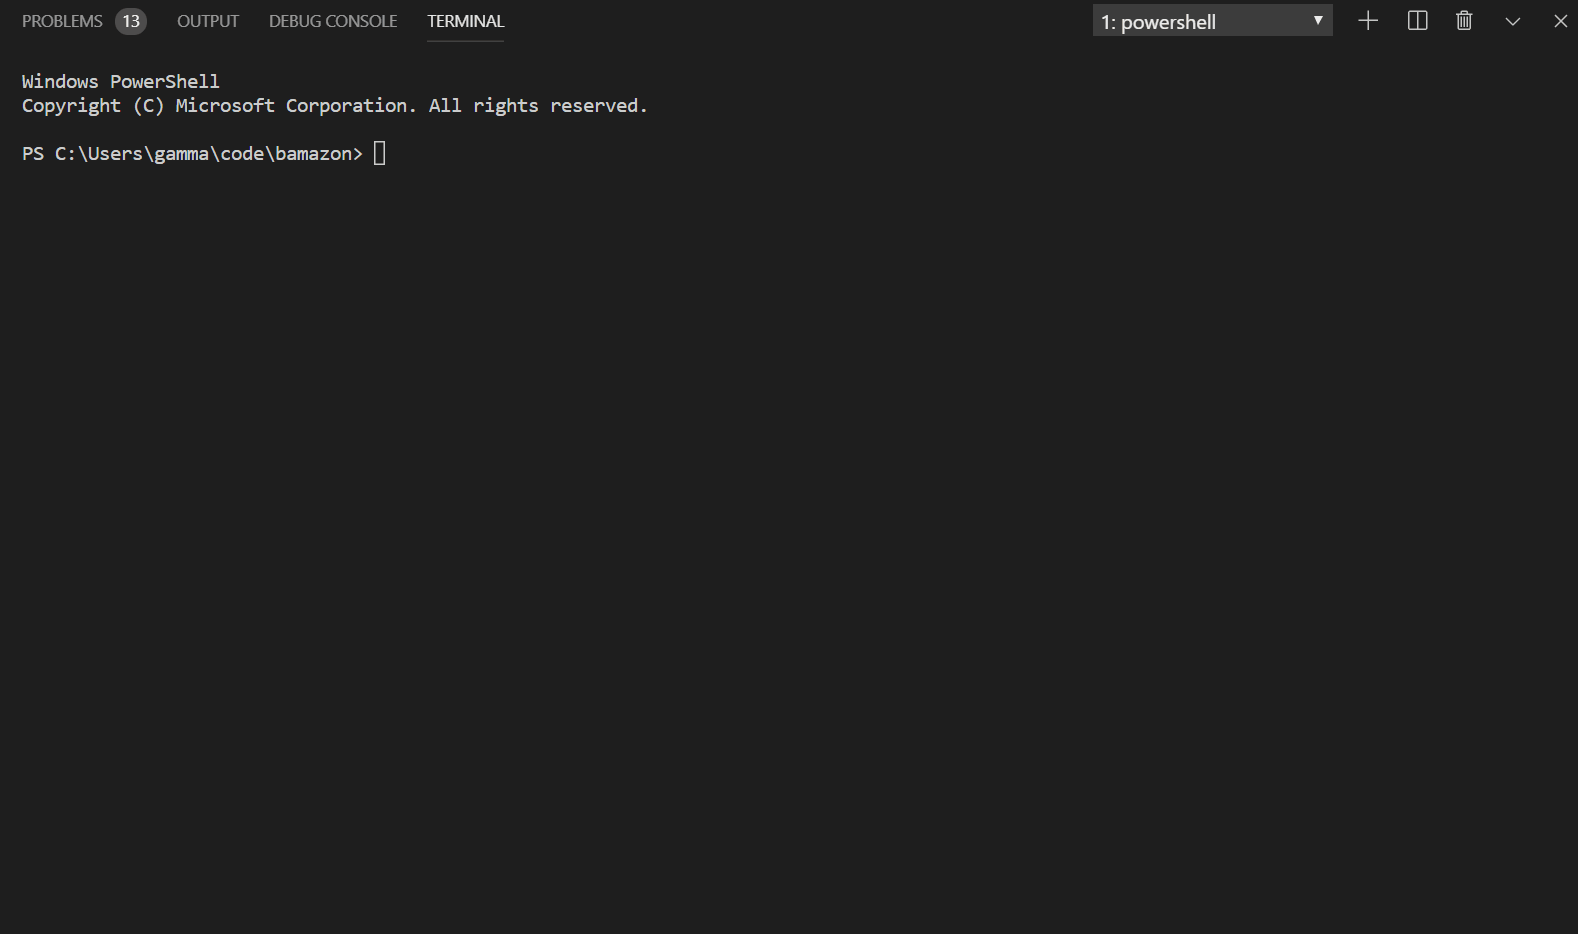 PROBLEMS 13 OUTPUT DEBUG CONSOLE TERMINAL 1: powershell
Windows PowerShell
Copyright (C) Microsoft Corporation. All rights reserved.
PS C:\Users\gamma\code\bamazon>